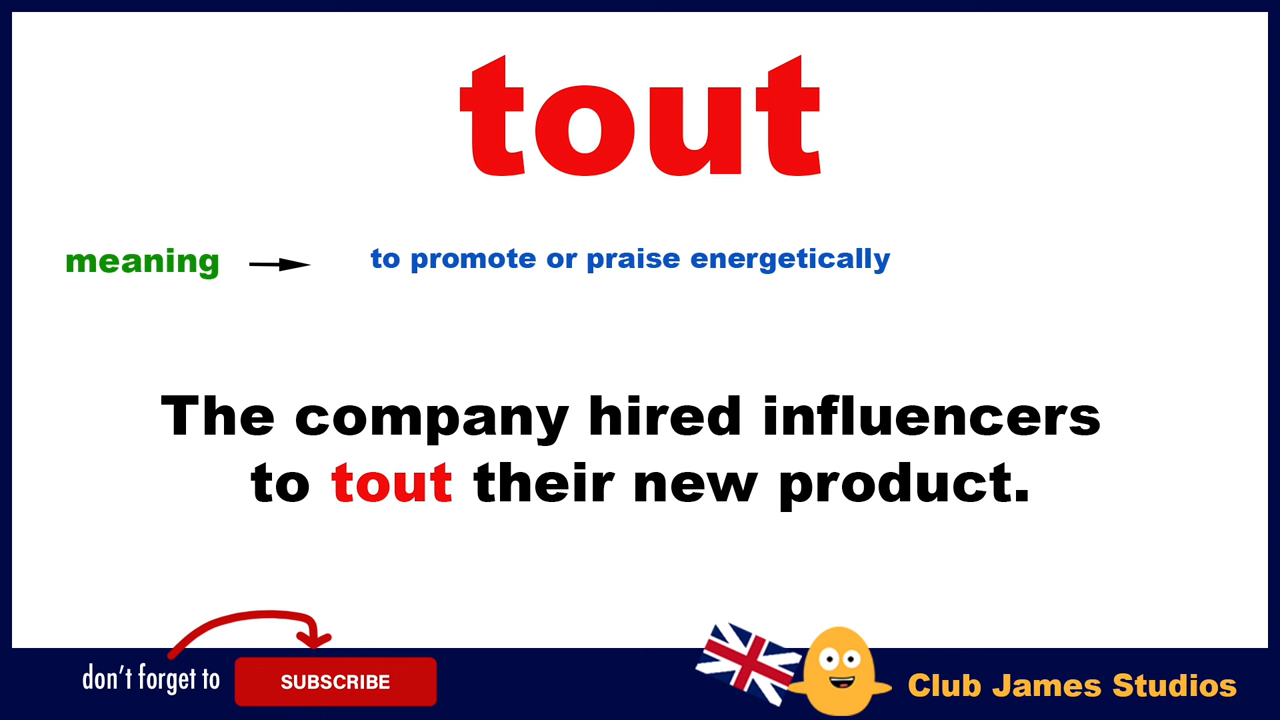 tout
meaning to promote or praise energetically
The company hired influencers
to tout their new product.
don't forget to SUBSCRIBE
Club James Studios